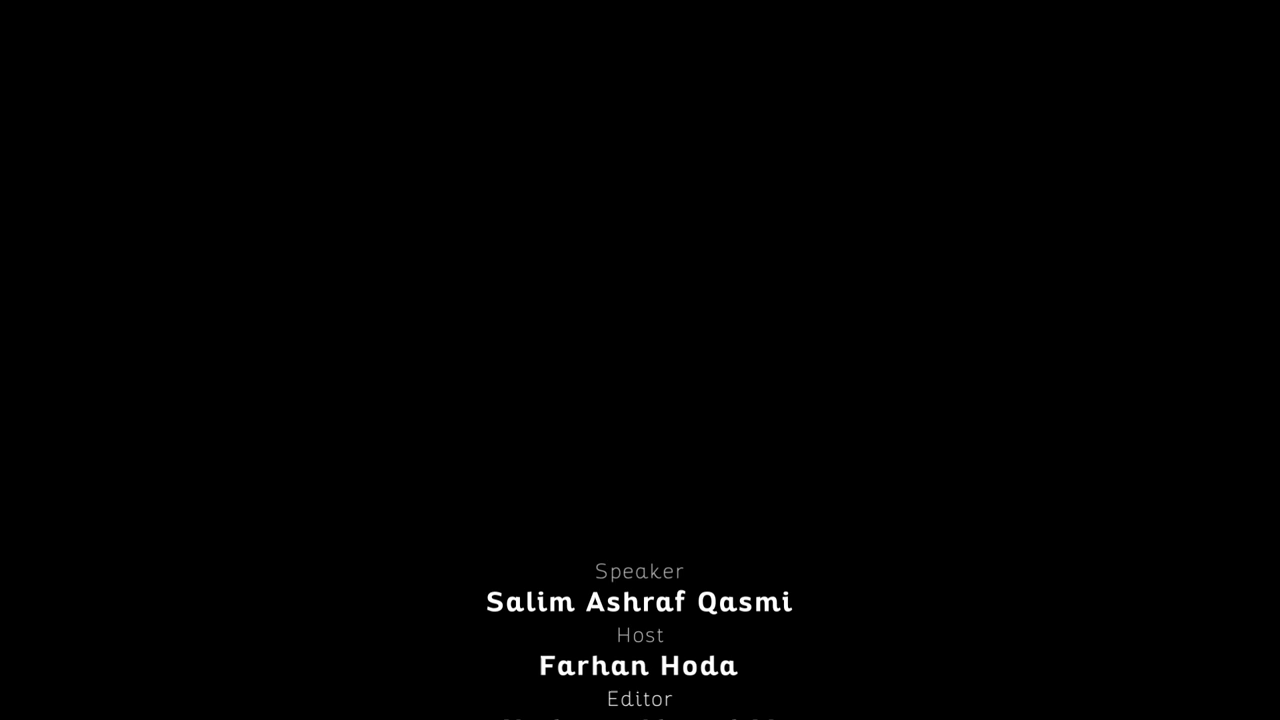 Speaker
Salim Ashraf Qasmi
Host
Farhan Hoda
Editor